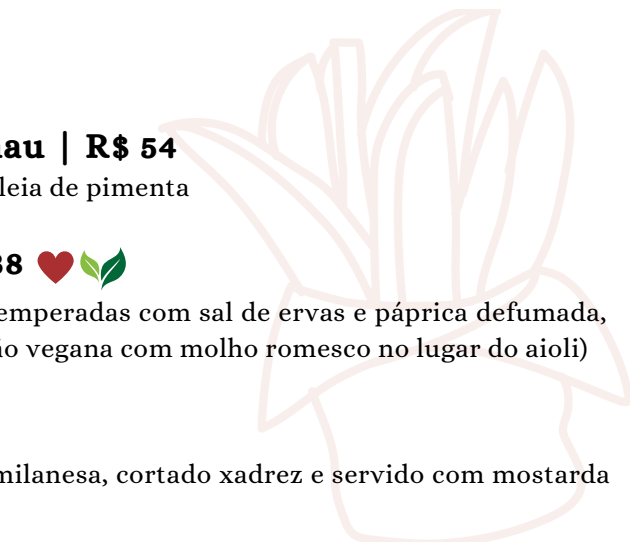 au | R$ 54
leia de pimenta
38
emperadas com sal de ervas e páprica defumada,
o vegana com molho romesco no lugar do aioli)
milanesa, cortado xadrez e servido com mostarda